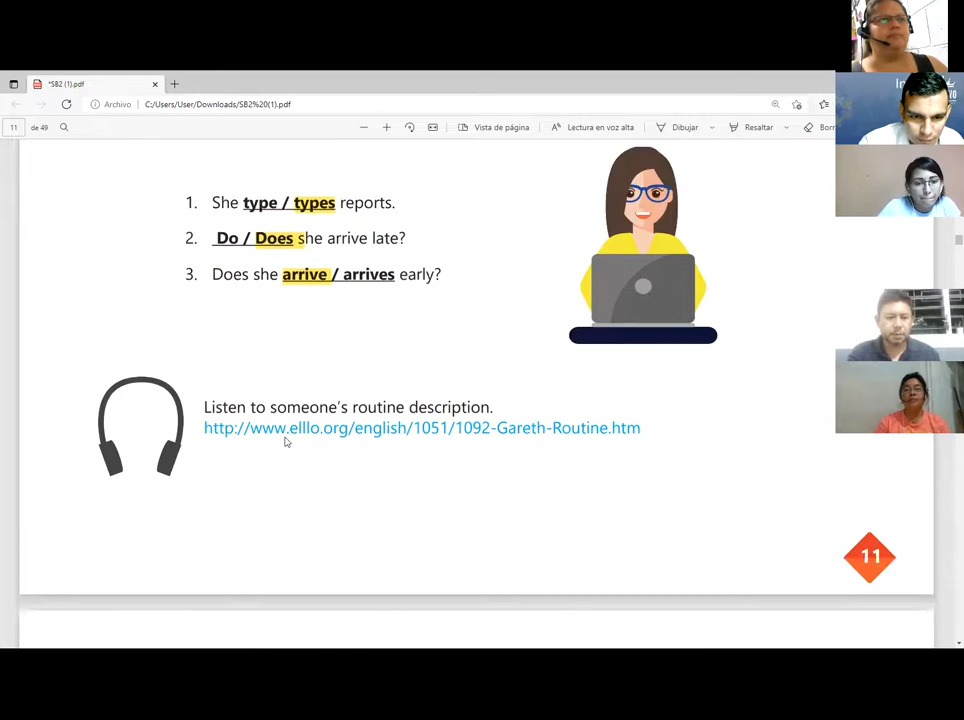 *SB2 (1).pdf
Archivo
C:/Users/User/Downloads/SB2%20(1).pdf
11
de 49
Vista de página
Lectura en voz alta
Dibujar
Resaltar
1. She type / types reports.
2. Do / Does she arrive late?
3. Does she arrive / arrives early?
Listen to someone's routine description.
http://www.elllo.org/english/1051/1092-Gareth-Routine.htm
11